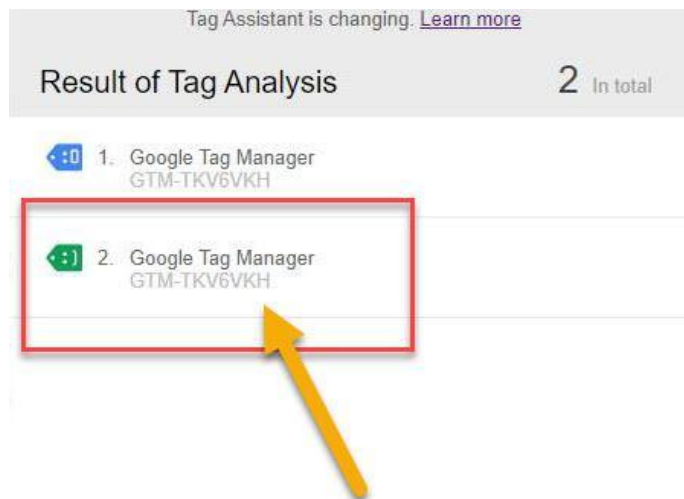 Tag Assistant is changing. Learn more
Result of Tag Analysis 2 In total
1. Google Tag Manager
GTM-TKV6VKH
2. Google Tag Manager
GTM-TKV6VKH